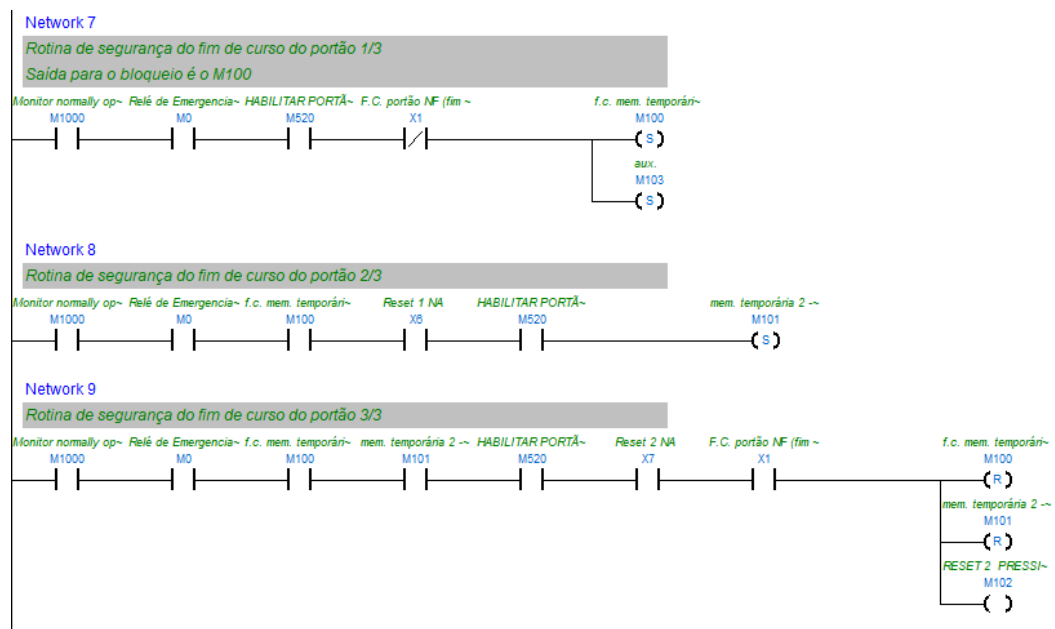 Network 7
Rotina de segurança do fim de curso do portão 1/3
Saída para o bloqueio é o M100
Monitor normally op~ Relé de Emergencia~ HABILITAR PORTÃ~ F.C. portão NF (fim ~ f.c. mem. temporári~
M1000 M0 M520 X1 M100
S
aux.
M103
S
Network 8
Rotina de segurança do fim de curso do portão 2/3
Monitor normally op~ Relé de Emergencia~ f.c. mem. temporári~ Reset 1 NA HABILITAR PORTÃ~ mem. temporária 2 -~
M1000 M0 M100 X6 M520 M101
S
Network 9
Rotina de segurança do fim de curso do portão 3/3
Monitor normally op~ Relé de Emergencia~ f.c. mem. temporári~ mem. temporária 2 -~ HABILITAR PORTÃ~ Reset 2 NA F.C. portão NF (fim ~ f.c. mem. temporári~
M1000 M0 M100 M101 M520 X7 X1 M100
R
mem. temporária 2 -~
M101
R
RESET 2 PRESSI~
M102